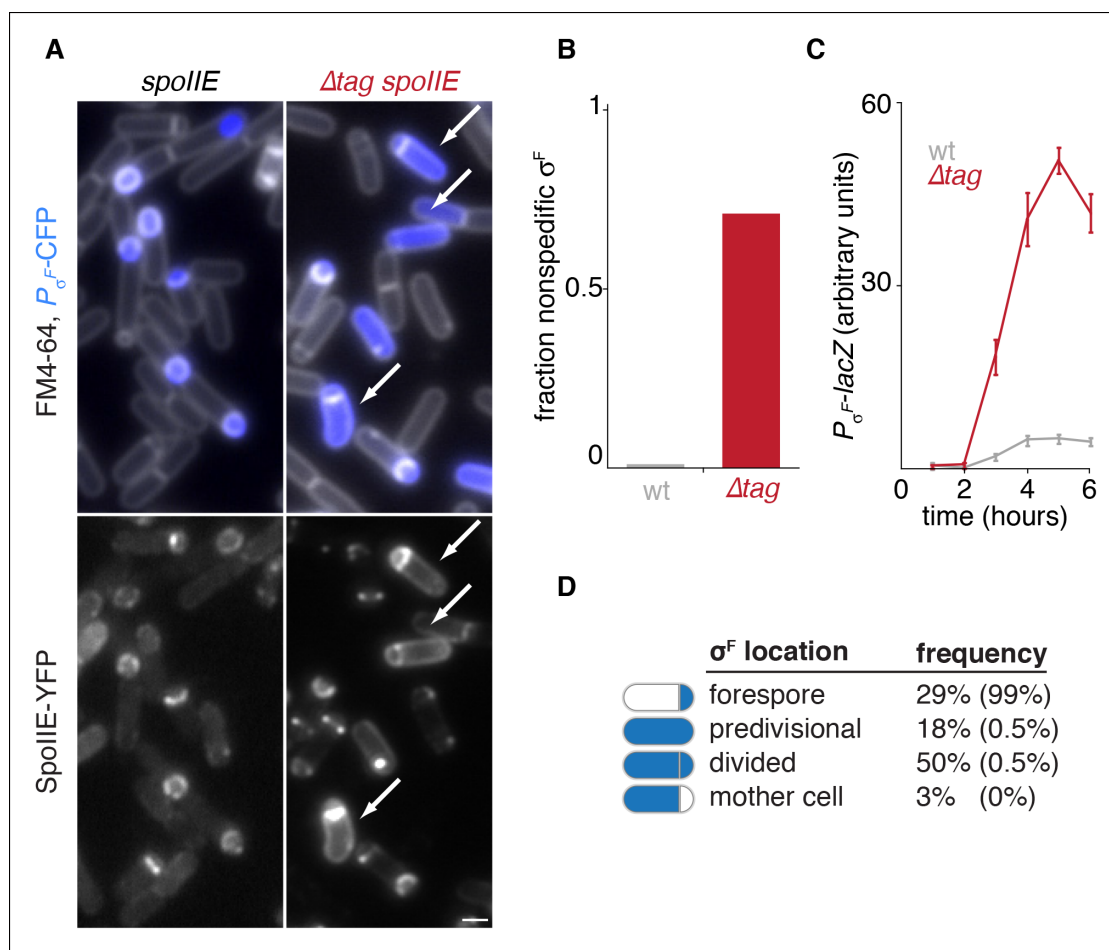 A
spoIIE
Δtag spoIIE
FM4-64, PσF-CFP
SpoIIE-YFP
B
fraction nonspedific σF
1
0.5
0
wt
Δtag
C
PσF-lacZ (arbitrary units)
60
30
wt
Δtag
0 2 4 6
time (hours)
D
σF location frequency
forespore 29% (99%)
predivisional 18% (0.5%)
divided 50% (0.5%)
mother cell 3% (0%)